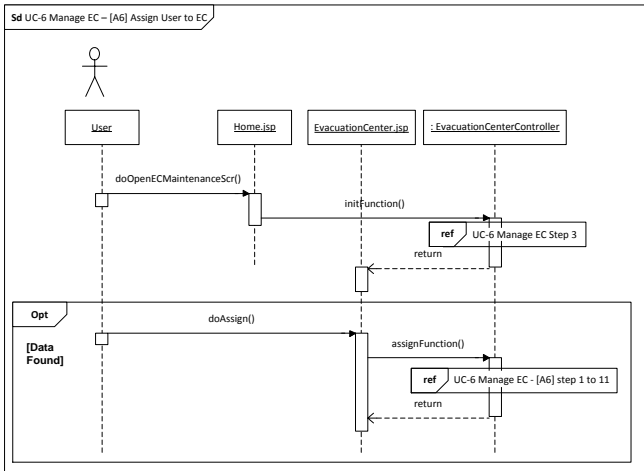 Sd UC-6 Manage EC – [A6] Assign User to EC
User
Home.jsp
EvacuationCenter.jsp
: EvacuationCenterController
doOpenECMaintenanceScr()
initFunction()
ref UC-6 Manage EC Step 3
return
Opt
doAssign()
[Data
Found]
assignFunction()
ref UC-6 Manage EC - [A6] step 1 to 11
return